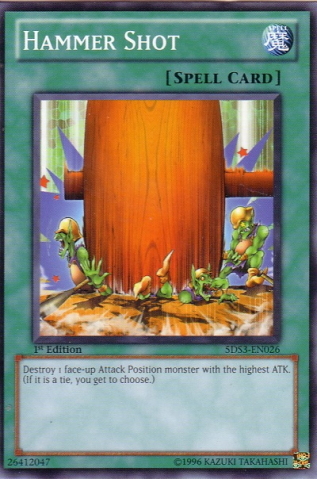 Hammer Shot
魔
[Spell Card]
1st Edition
SDS3-EN026
Destroy 1 face-up Attack Position monster with the highest ATK.
(If it is a tie, you get to choose.)
26412047
©1996 KAZUKI TAKAHASHI